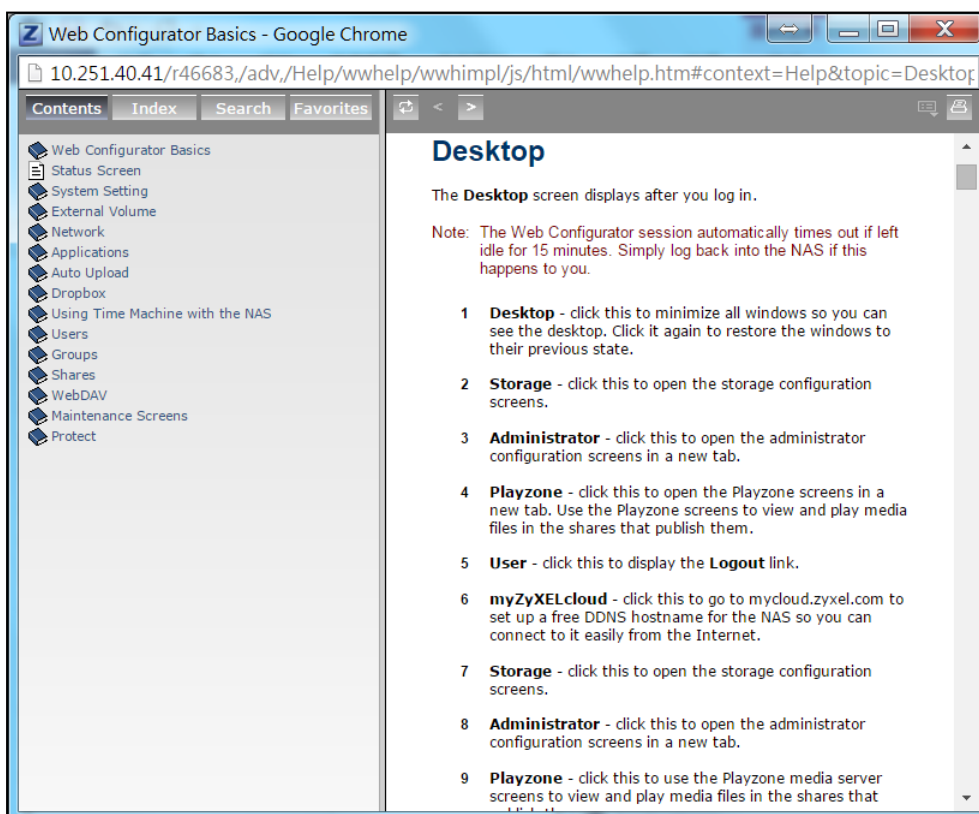 Z Web Configurator Basics - Google Chrome
10.251.40.41/r46683,/adv,/Help/wwhelp/wwhimpl/js/html/wwhelp.htm#context=Help&topic=Desktop
Contents Index Search Favorites
Web Configurator Basics
Status Screen
System Setting
External Volume
Network
Applications
Auto Upload
Dropbox
Using Time Machine with the NAS
Users
Groups
Shares
WebDAV
Maintenance Screens
Protect
Desktop
The Desktop screen displays after you log in.
Note: The Web Configurator session automatically times out if left
idle for 15 minutes. Simply log back into the NAS if this
happens to you.
1 Desktop - click this to minimize all windows so you can
see the desktop. Click it again to restore the windows to
their previous state.
2 Storage - click this to open the storage configuration
screens.
3 Administrator - click this to open the administrator
configuration screens in a new tab.
4 Playzone - click this to open the Playzone screens in a
new tab. Use the Playzone screens to view and play media
files in the shares that publish them.
5 User - click this to display the Logout link.
6 myZyXELcloud - click this to go to mycloud.zyxel.com to
set up a free DDNS hostname for the NAS so you can
connect to it easily from the Internet.
7 Storage - click this to open the storage configuration
screens.
8 Administrator - click this to open the administrator
configuration screens in a new tab.
9 Playzone - click this to use the Playzone media server
screens to view and play media files in the shares that